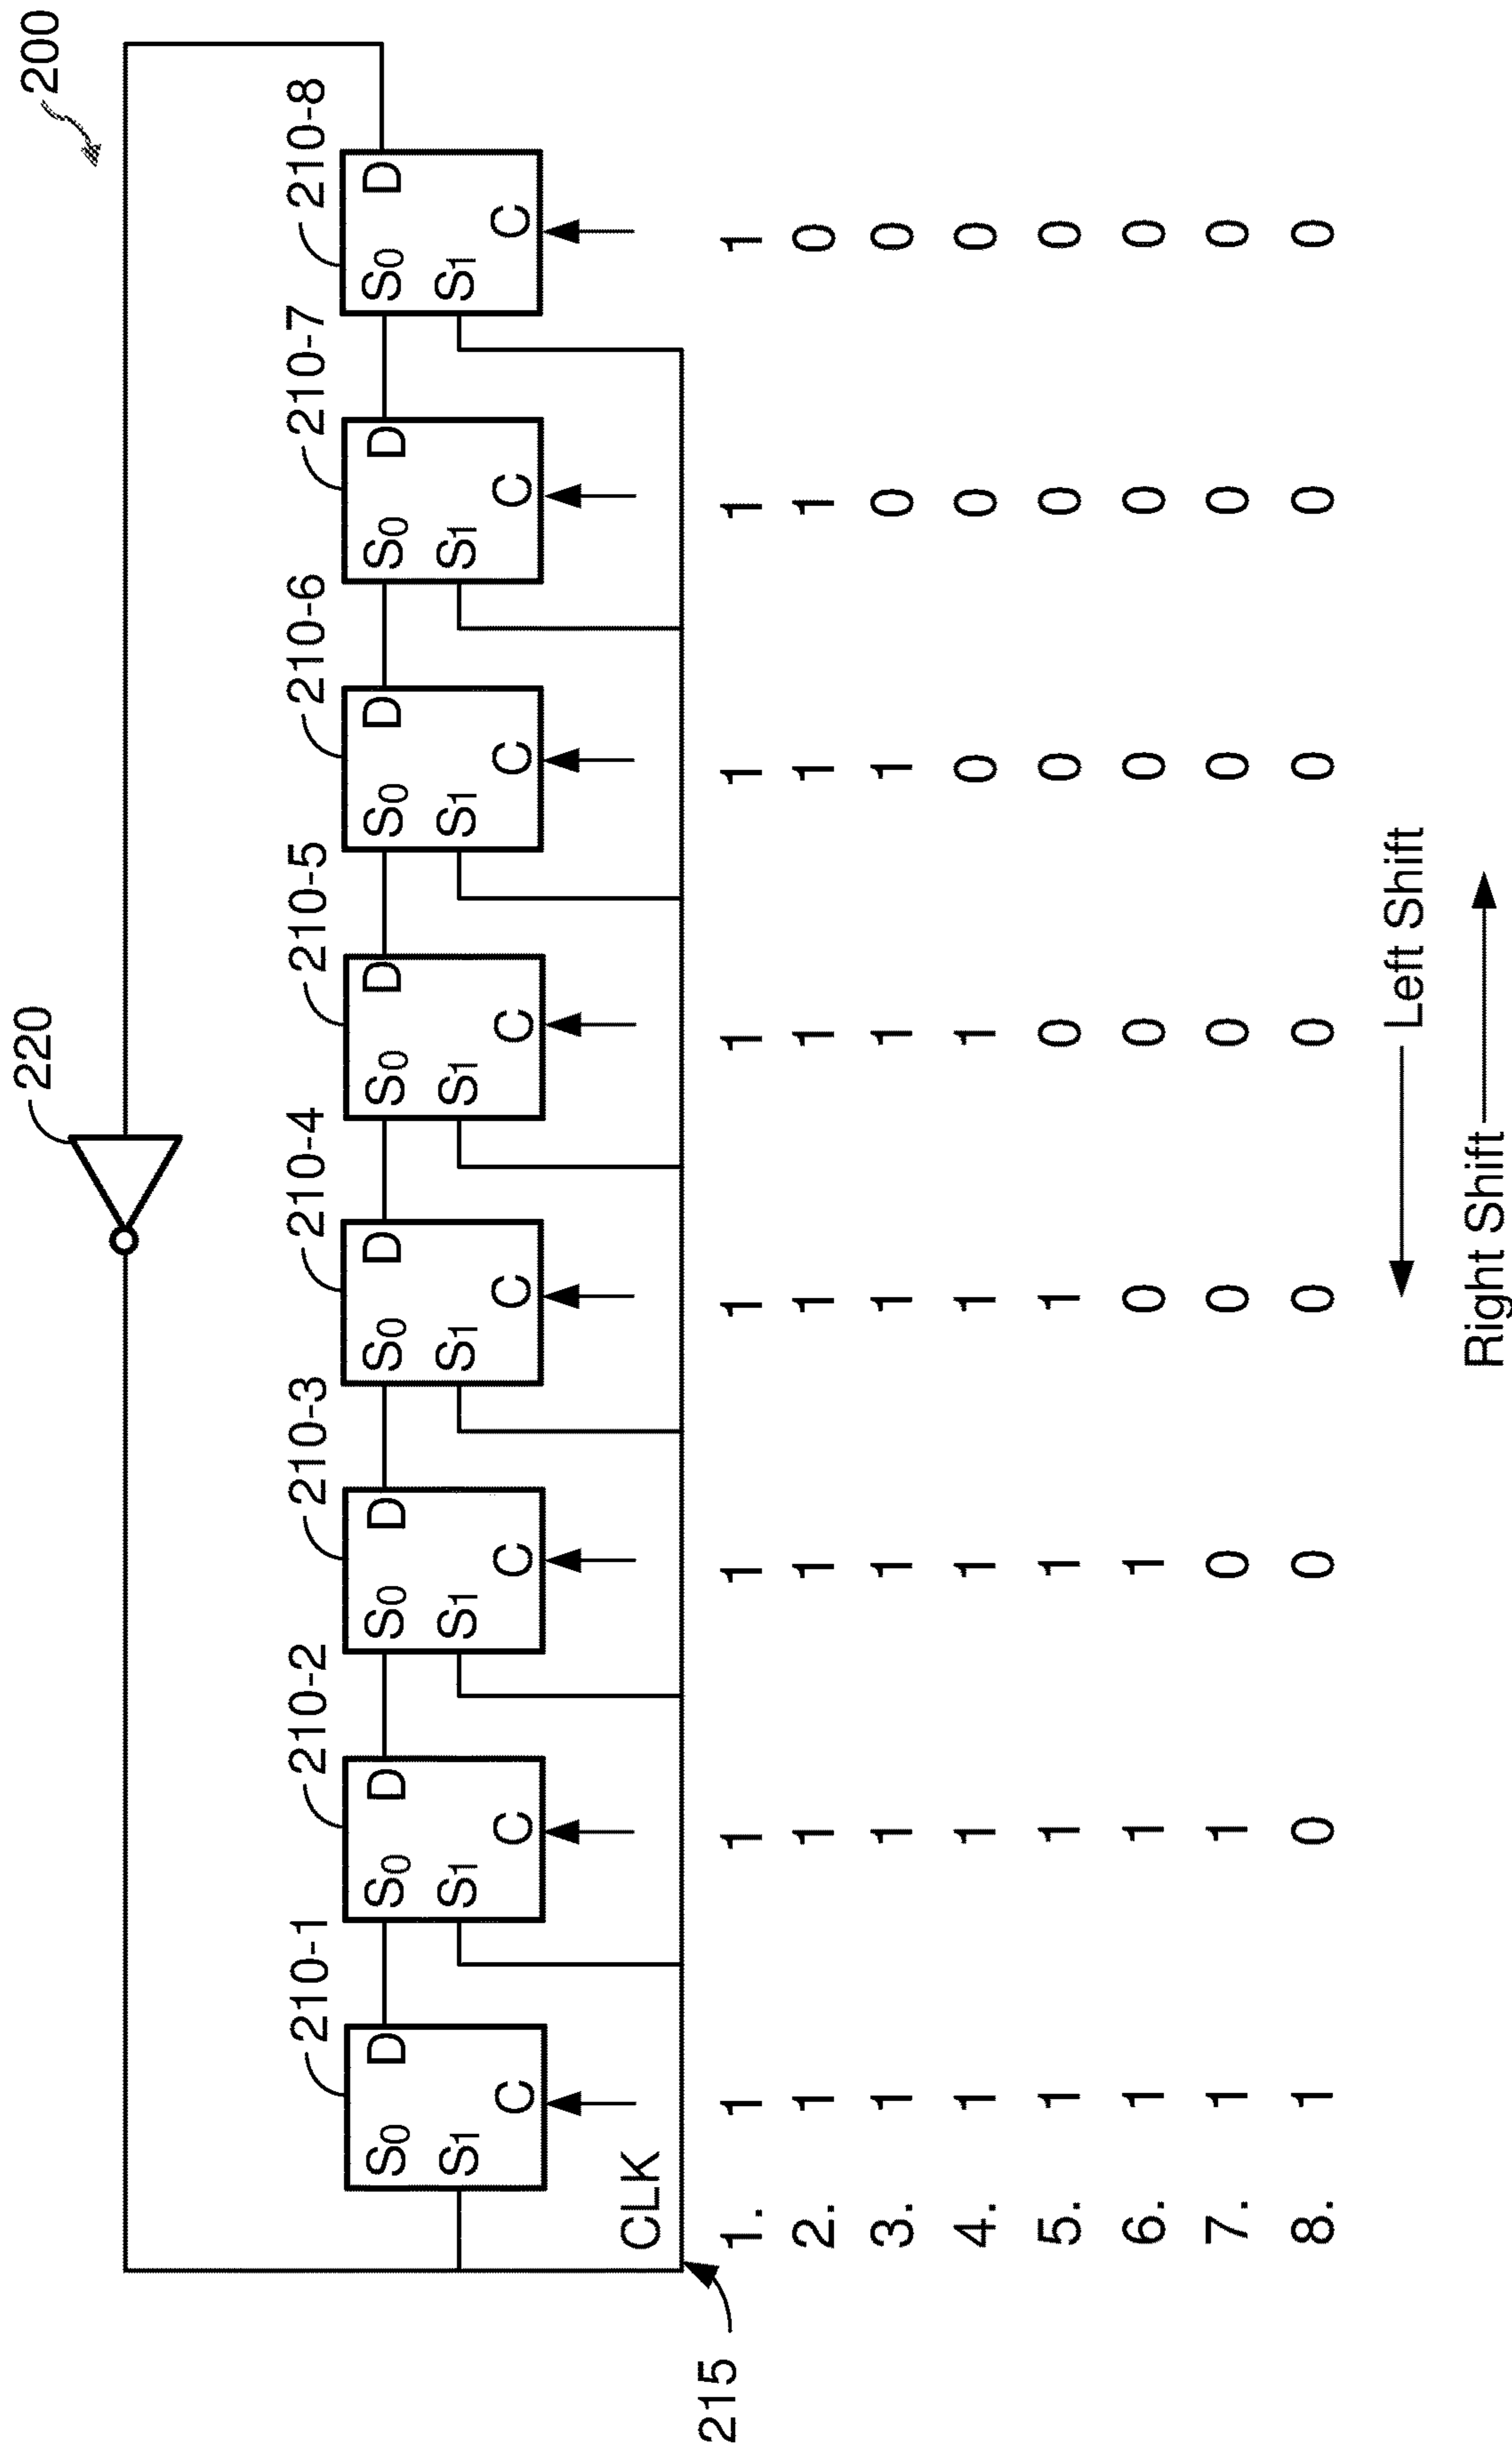 200
220
210-1 210-2 210-3 210-4 210-5 210-6 210-7 210-8
S0 D S0 D S0 D S0 D S0 D S0 D S0 D S0 D
S1 S1 S1 S1 S1 S1 S1 S1
C C C C C C C C
CLK
215
1. 1 1 1 1 1 1 1 1
2. 1 1 1 1 1 1 1 0
3. 1 1 1 1 1 1 0 0
4. 1 1 1 1 1 0 0 0
5. 1 1 1 1 0 0 0 0
6. 1 1 1 0 0 0 0 0
7. 1 1 0 0 0 0 0 0
8. 1 0 0 0 0 0 0 0
Left Shift
Right Shift